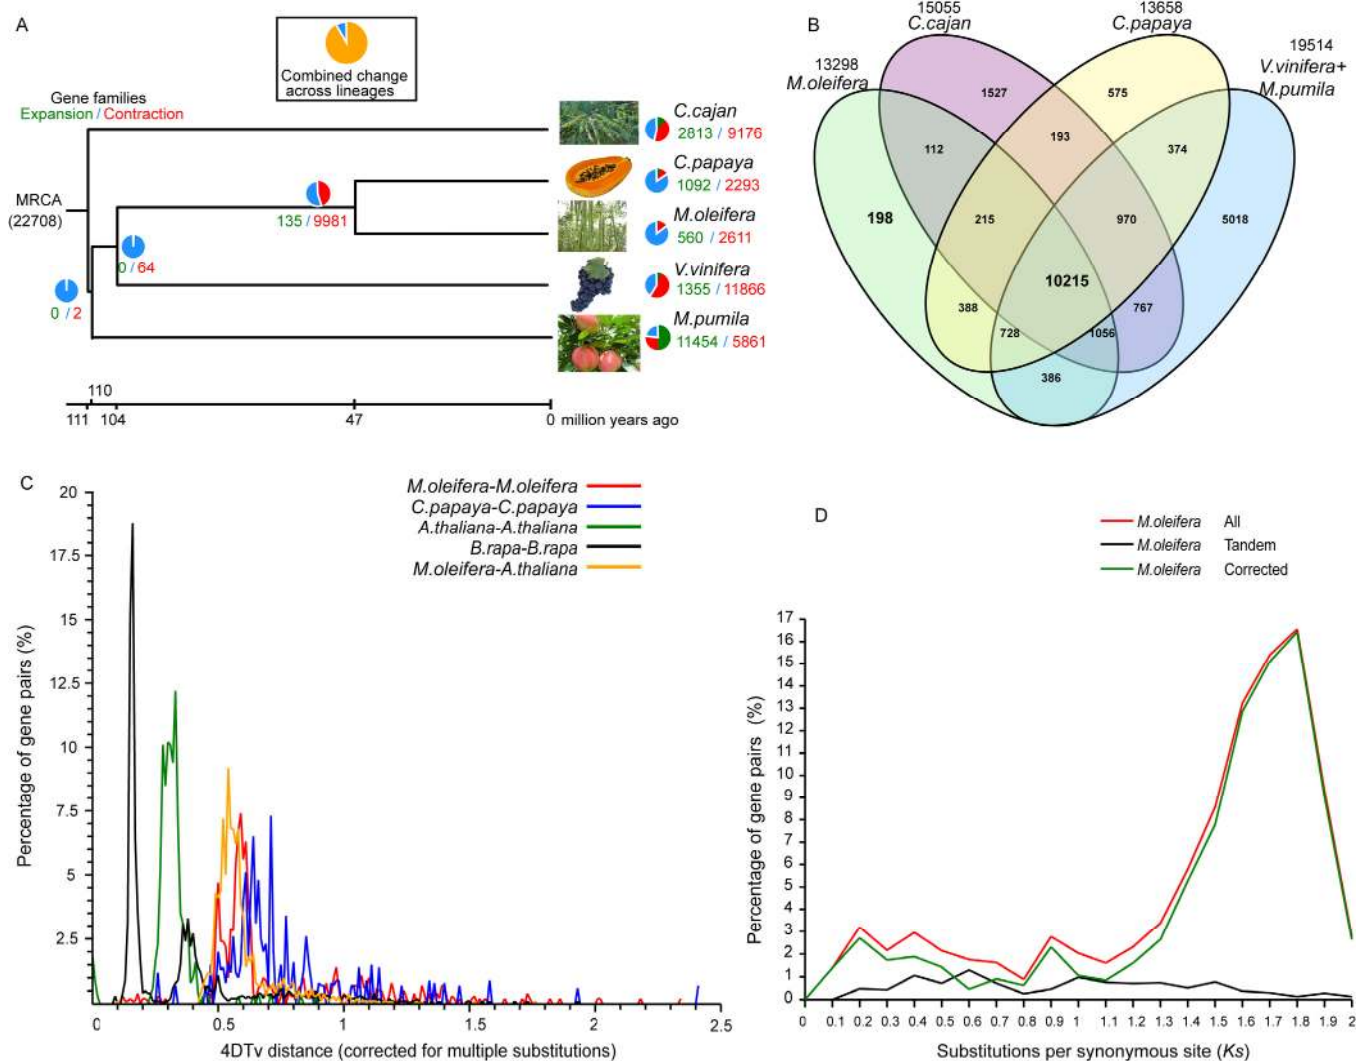 A
Combined change
across lineages
Gene families
Expansion / Contraction
MRCA
(22708)
0 / 2
0 / 64
135 / 9981
C.cajan
2813 / 9176
C.papaya
1092 / 2293
M.oleifera
560 / 2611
V.vinifera
1355 / 11866
M.pumila
11454 / 5861
110
111 104 47 0 million years ago
B
15055
C.cajan
13658
C.papaya
13298
M.oleifera
19514
V.vinifera+
M.pumila
1527
575
193
112
374
198
215
970
5018
10215
388
767
728
1056
386
C
M.oleifera-M.oleifera
C.papaya-C.papaya
A.thaliana-A.thaliana
B.rapa-B.rapa
M.oleifera-A.thaliana
Percentage of gene pairs (%)
20
17.5
15
12.5
10
7.5
5
2.5
0
0 0.5 1 1.5 2 2.5
4DTv distance (corrected for multiple substitutions)
D
M.oleifera All
M.oleifera Tandem
M.oleifera Corrected
Percentage of gene pairs (%)
17
16
15
14
13
12
11
10
9
8
7
6
5
4
3
2
1
0
0 0.1 0.2 0.3 0.4 0.5 0.6 0.7 0.8 0.9 1 1.1 1.2 1.3 1.4 1.5 1.6 1.7 1.8 1.9 2
Substitutions per synonymous site (Ks)